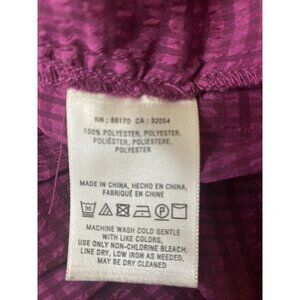 RN : 66170 CA : 32054
100% POLYESTER, POLYESTER,
POLIÉSTER, POLIESTERE,
POLYESTER
MADE IN CHINA, HECHO EN CHINA,
FABRIQUÉ EN CHINE
30
P
MACHINE WASH COLD GENTLE
WITH LIKE COLORS,
USE ONLY NON-CHLORINE BLEACH,
LINE DRY, LOW IRON AS NEEDED,
MAY BE DRY CLEANED